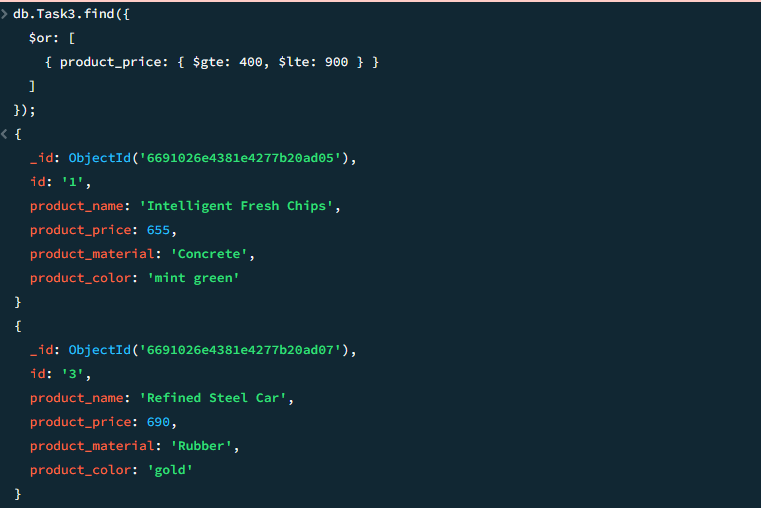 > db.Task3.find({
$or: [
{ product_price: { $gte: 400, $lte: 900 } }
]
});
< {
_id: ObjectId('6691026e4381e4277b20ad05'),
id: '1',
product_name: 'Intelligent Fresh Chips',
product_price: 655,
product_material: 'Concrete',
product_color: 'mint green'
}
{
_id: ObjectId('6691026e4381e4277b20ad07'),
id: '3',
product_name: 'Refined Steel Car',
product_price: 690,
product_material: 'Rubber',
product_color: 'gold'
}